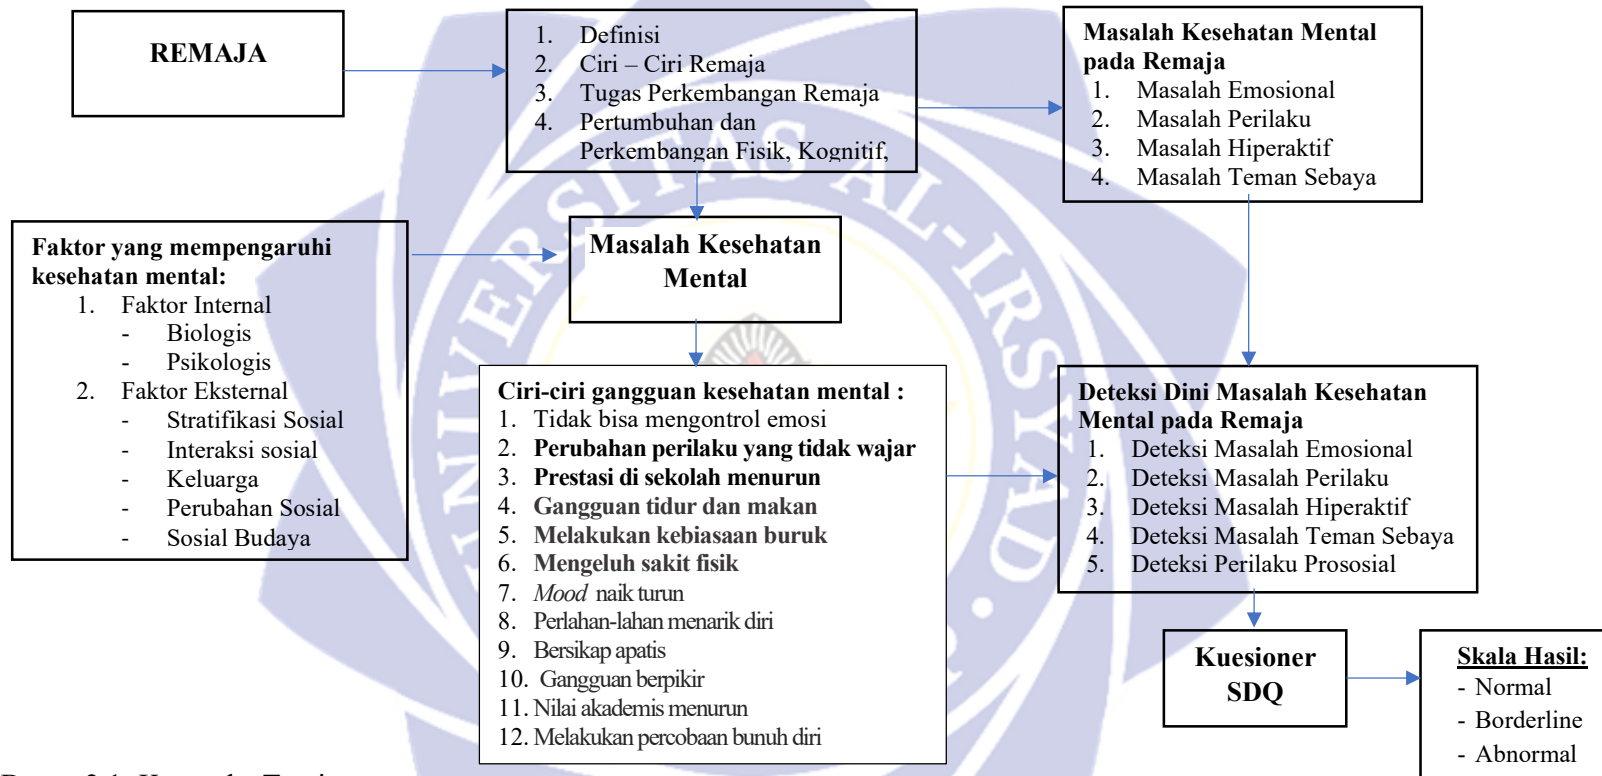 REMAJA
1. Definisi
2. Ciri – Ciri Remaja
3. Tugas Perkembangan Remaja
4. Pertumbuhan dan
Perkembangan Fisik, Kognitif,
Masalah Kesehatan Mental
pada Remaja
1. Masalah Emosional
2. Masalah Perilaku
3. Masalah Hiperaktif
4. Masalah Teman Sebaya
Faktor yang mempengaruhi
kesehatan mental:
1. Faktor Internal
- Biologis
- Psikologis
2. Faktor Eksternal
- Stratifikasi Sosial
- Interaksi sosial
- Keluarga
- Perubahan Sosial
- Sosial Budaya
Masalah Kesehatan
Mental
Ciri-ciri gangguan kesehatan mental :
1. Tidak bisa mengontrol emosi
2. Perubahan perilaku yang tidak wajar
3. Prestasi di sekolah menurun
4. Gangguan tidur dan makan
5. Melakukan kebiasaan buruk
6. Mengeluh sakit fisik
7. Mood naik turun
8. Perlahan-lahan menarik diri
9. Bersikap apatis
10. Gangguan berpikir
11. Nilai akademis menurun
12. Melakukan percobaan bunuh diri
Deteksi Dini Masalah Kesehatan
Mental pada Remaja
1. Deteksi Masalah Emosional
2. Deteksi Masalah Perilaku
3. Deteksi Masalah Hiperaktif
4. Deteksi Masalah Teman Sebaya
5. Deteksi Perilaku Prososial
Kuesioner
SDQ
Skala Hasil:
- Normal
- Borderline
- Abnormal
UNIVERSITAS AL-IRSYAD